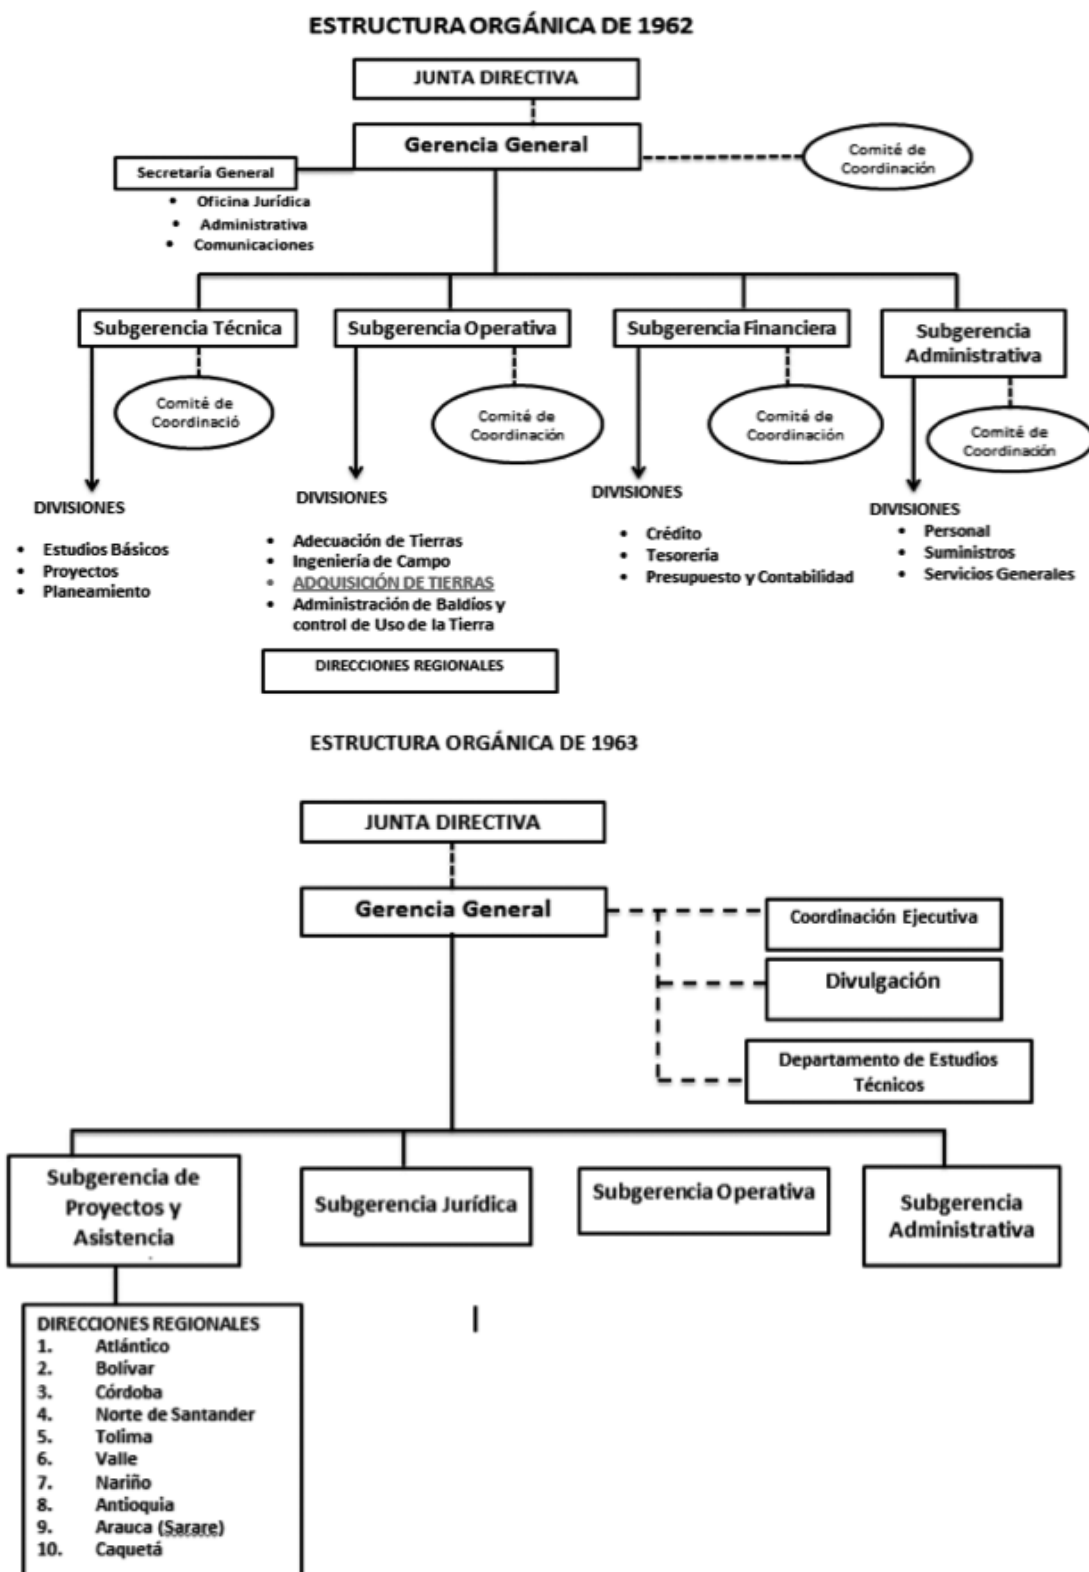 ESTRUCTURA ORGÁNICA DE 1962
JUNTA DIRECTIVA
Gerencia General
Comité de
Coordinación
Secretaría General
• Oficina Jurídica
• Administrativa
• Comunicaciones
Subgerencia Técnica
Subgerencia Operativa
Subgerencia Financiera
Subgerencia
Administrativa
Comité de
Coordinació
Comité de
Coordinación
Comité de
Coordinación
Comité de
Coordinación
DIVISIONES
• Estudios Básicos
• Proyectos
• Planeamiento
DIVISIONES
• Adecuación de Tierras
• Ingeniería de Campo
• ADQUISICIÓN DE TIERRAS
• Administración de Baldíos y
control de Uso de la Tierra
DIVISIONES
• Crédito
• Tesorería
• Presupuesto y Contabilidad
DIVISIONES
• Personal
• Suministros
• Servicios Generales
DIRECCIONES REGIONALES
ESTRUCTURA ORGÁNICA DE 1963
JUNTA DIRECTIVA
Gerencia General
Coordinación Ejecutiva
Divulgación
Departamento de Estudios
Técnicos
Subgerencia de
Proyectos y
Asistencia
Subgerencia Jurídica
Subgerencia Operativa
Subgerencia
Administrativa
DIRECCIONES REGIONALES
1. Atlántico
2. Bolívar
3. Córdoba
4. Norte de Santander
5. Tolima
6. Valle
7. Nariño
8. Antioquia
9. Arauca (Sarare)
10. Caquetá